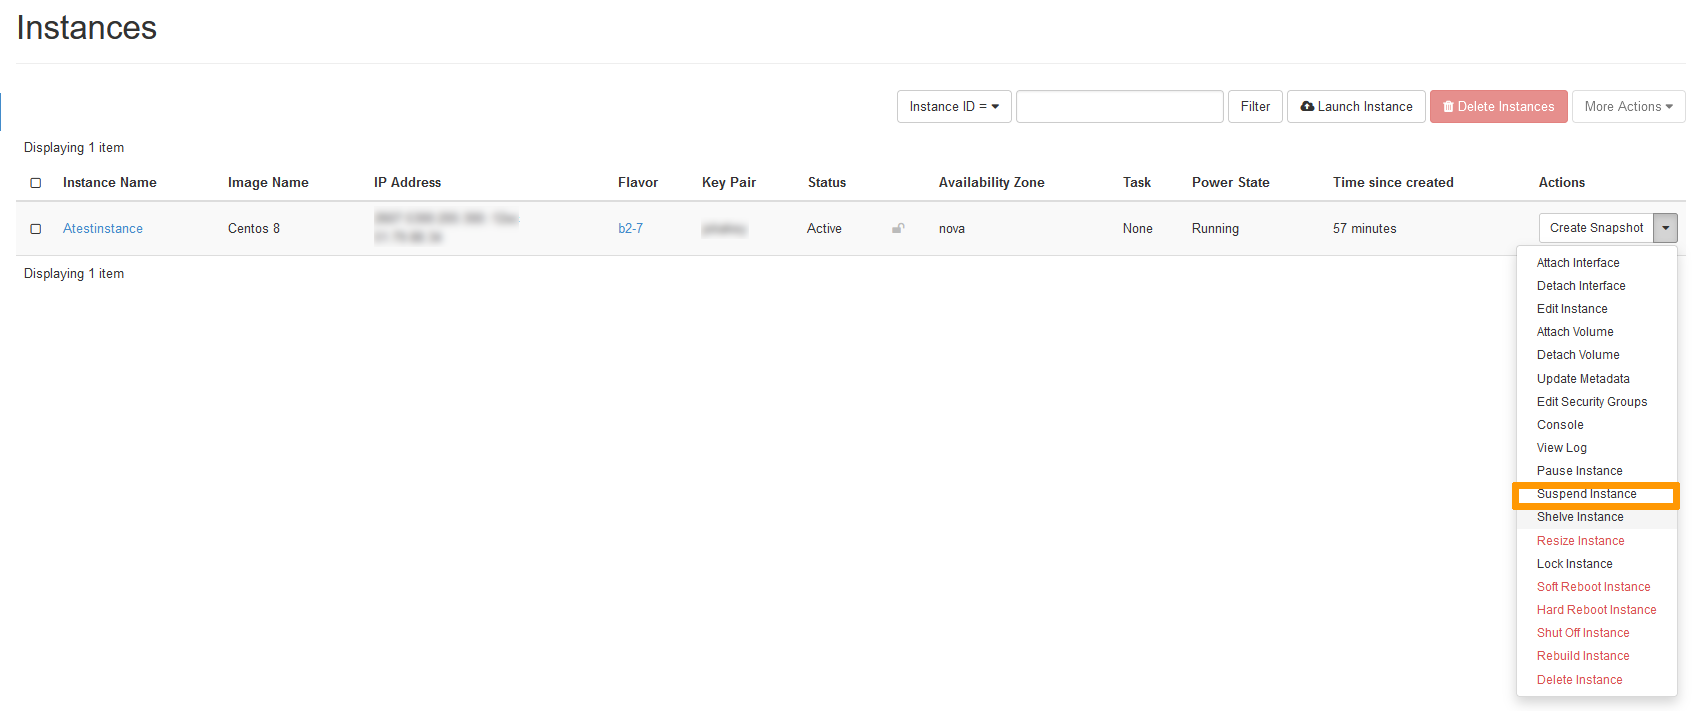 Instances
Instance ID = Filter Launch Instance Delete Instances More Actions
Displaying 1 item
Instance Name Image Name IP Address Flavor Key Pair Status Availability Zone Task Power State Time since created Actions
Atestinstance Centos 8 b2-7 Active nova None Running 57 minutes Create Snapshot
Displaying 1 item
Attach Interface
Detach Interface
Edit Instance
Attach Volume
Detach Volume
Update Metadata
Edit Security Groups
Console
View Log
Pause Instance
Suspend Instance
Shelve Instance
Resize Instance
Lock Instance
Soft Reboot Instance
Hard Reboot Instance
Shut Off Instance
Rebuild Instance
Delete Instance